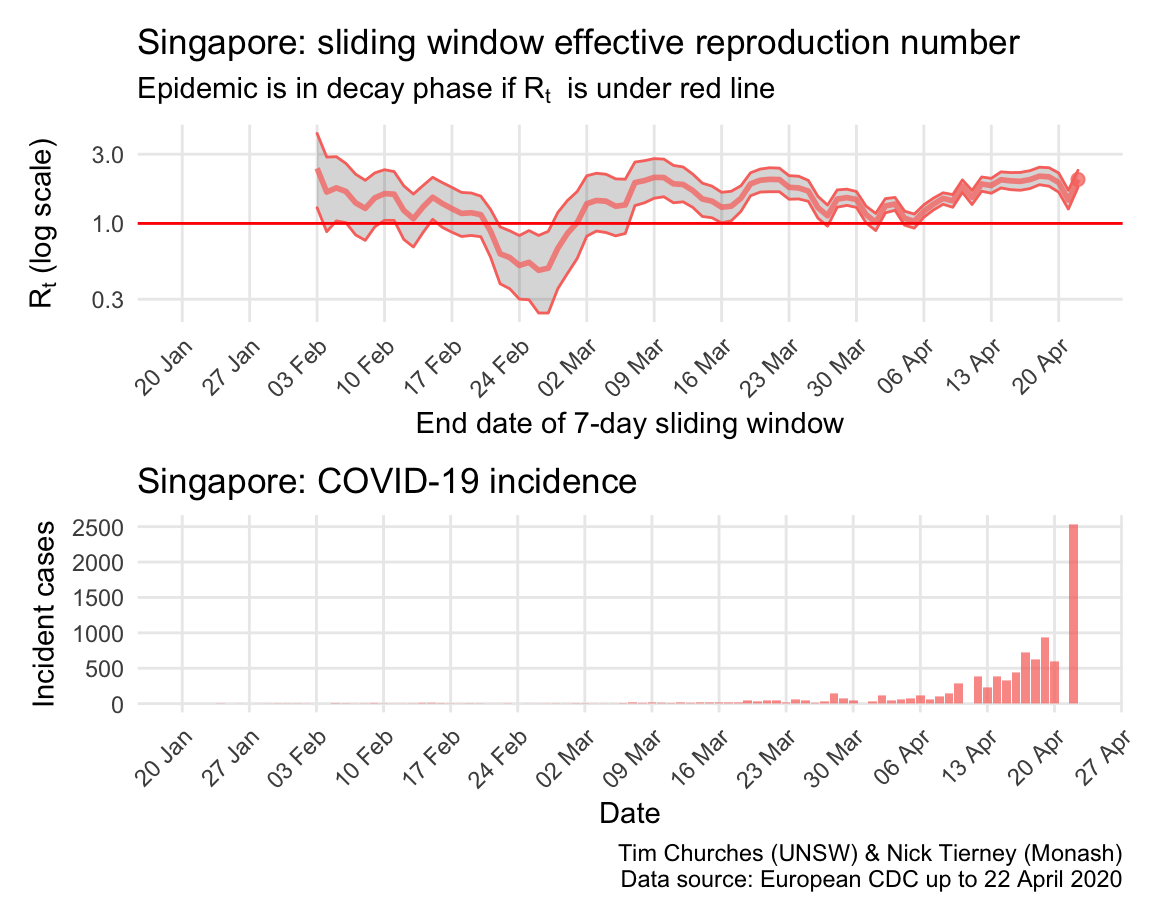 Singapore: sliding window effective reproduction number
Epidemic is in decay phase if Rt is under red line
Rt (log scale)
3.0
1.0
0.3
20 Jan
27 Jan
03 Feb
10 Feb
17 Feb
24 Feb
02 Mar
09 Mar
16 Mar
23 Mar
30 Mar
06 Apr
13 Apr
20 Apr
End date of 7-day sliding window
Singapore: COVID-19 incidence
Incident cases
2500
2000
1500
1000
500
0
20 Jan
27 Jan
03 Feb
10 Feb
17 Feb
24 Feb
02 Mar
09 Mar
16 Mar
23 Mar
30 Mar
06 Apr
13 Apr
20 Apr
27 Apr
Date
Tim Churches (UNSW) & Nick Tierney (Monash)
Data source: European CDC up to 22 April 2020